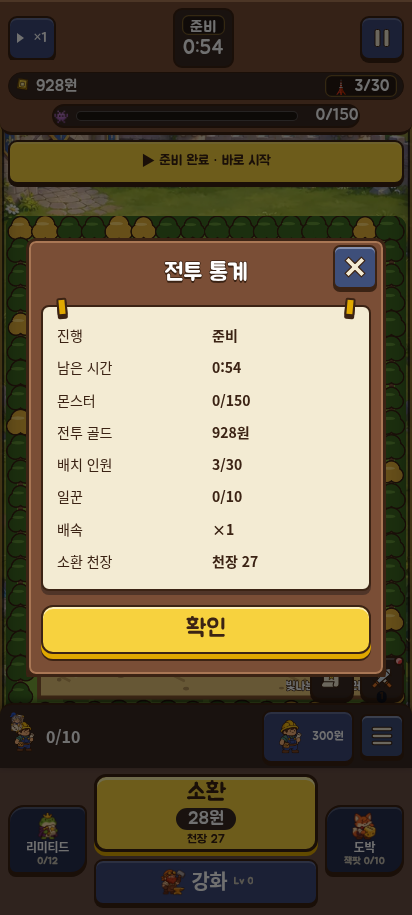 준비
×1
0:54
928원
3/30
0/150
▶ 준비 완료 · 바로 시작
전투 통계
진행 준비
남은 시간 0:54
몬스터 0/150
전투 골드 928원
배치 인원 3/30
일꾼 0/10
배속 ×1
소환 천장 천장 27
확인
0/10
300원
소환
28원
천장 27
리미티드
0/12
도박
잭팟 0/10
강화 Lv 0